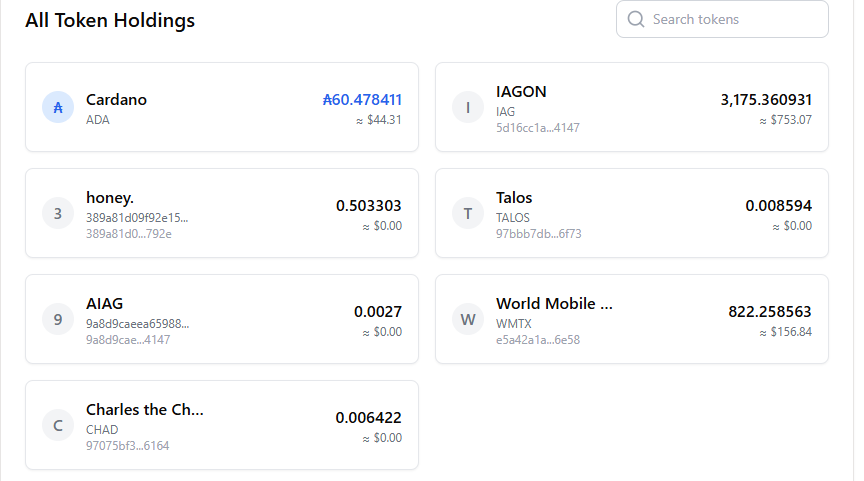 All Token Holdings
Search tokens
₳
Cardano
ADA
₳60.478411
≈ $44.31
I
IAGON
IAG
5d16cc1a...4147
3,175.360931
≈ $753.07
3
honey.
389a81d09f92e15...
389a81d0...792e
0.503303
≈ $0.00
T
Talos
TALOS
97bbb7db...6f73
0.008594
≈ $0.00
9
AIAG
9a8d9caeea65988...
9a8d9cae...4147
0.0027
≈ $0.00
W
World Mobile ...
WMTX
e5a42a1a...6e58
822.258563
≈ $156.84
C
Charles the Ch...
CHAD
97075bf3...6164
0.006422
≈ $0.00